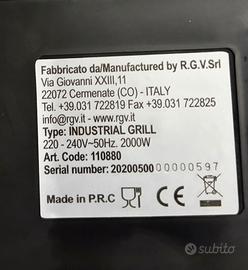 Fabbricato da/Manufactured by R.G.V.Srl
Via Giovanni XXIII,11
22072 Cermenate (CO) - ITALY
Tel. +39.031 722819 Fax +39.031 722825
info@rgv.it - www.rgv.it
Type: INDUSTRIAL GRILL
220 - 240V~50Hz. 2000W
Art. Code: 110880
Serial number: 20200500 00000597
Made in P.R.C
CE
subito